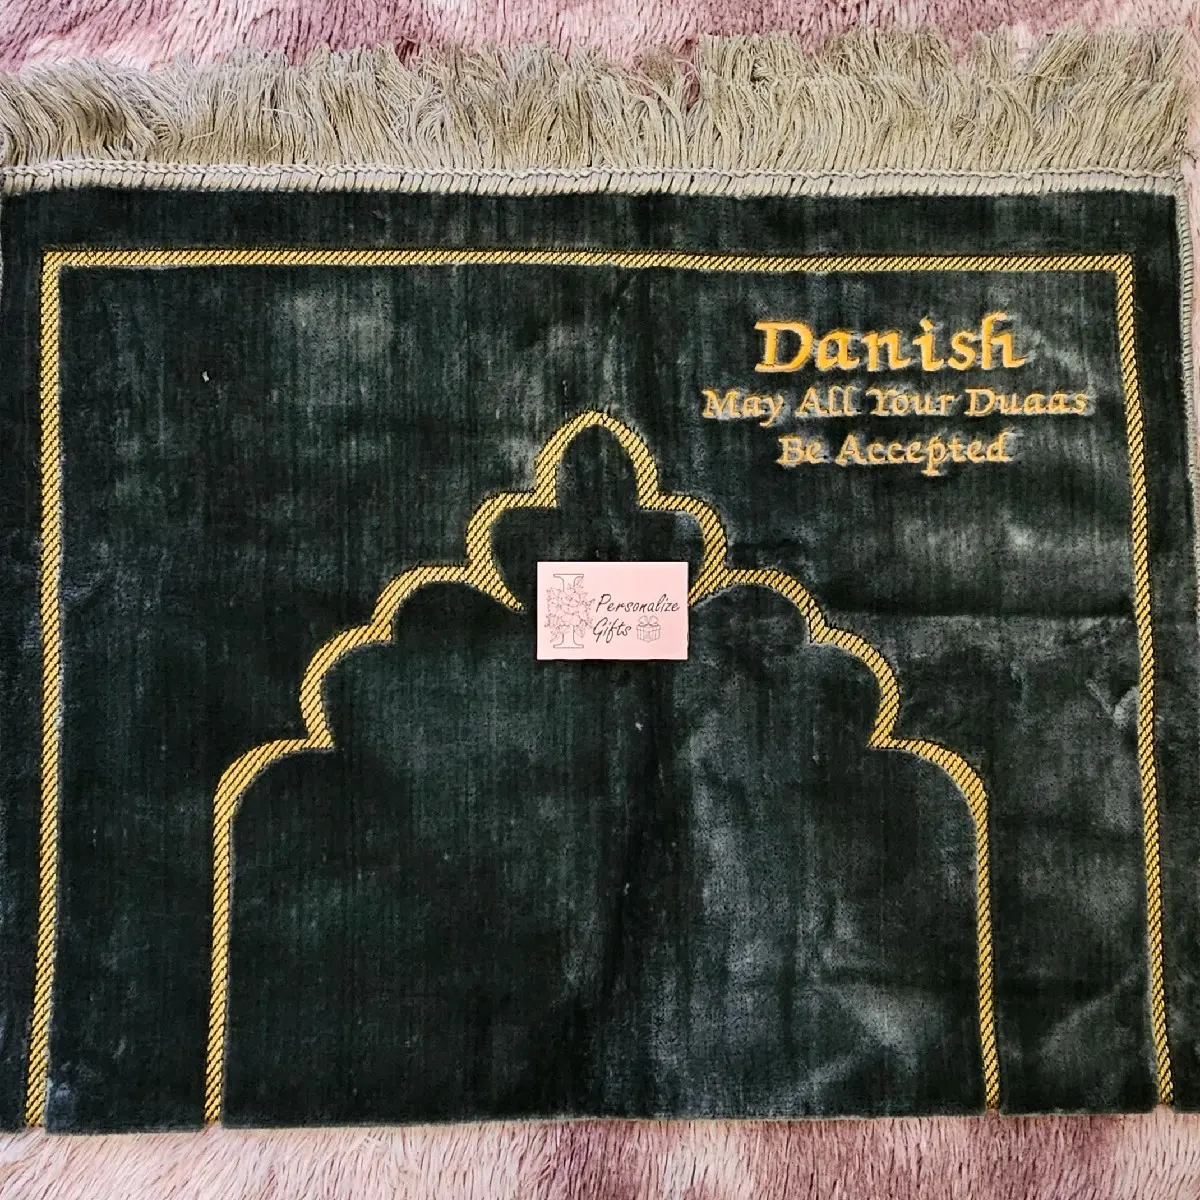 Danish
May All Your Duaas
Be Accepted
I
Personalize
Gifts